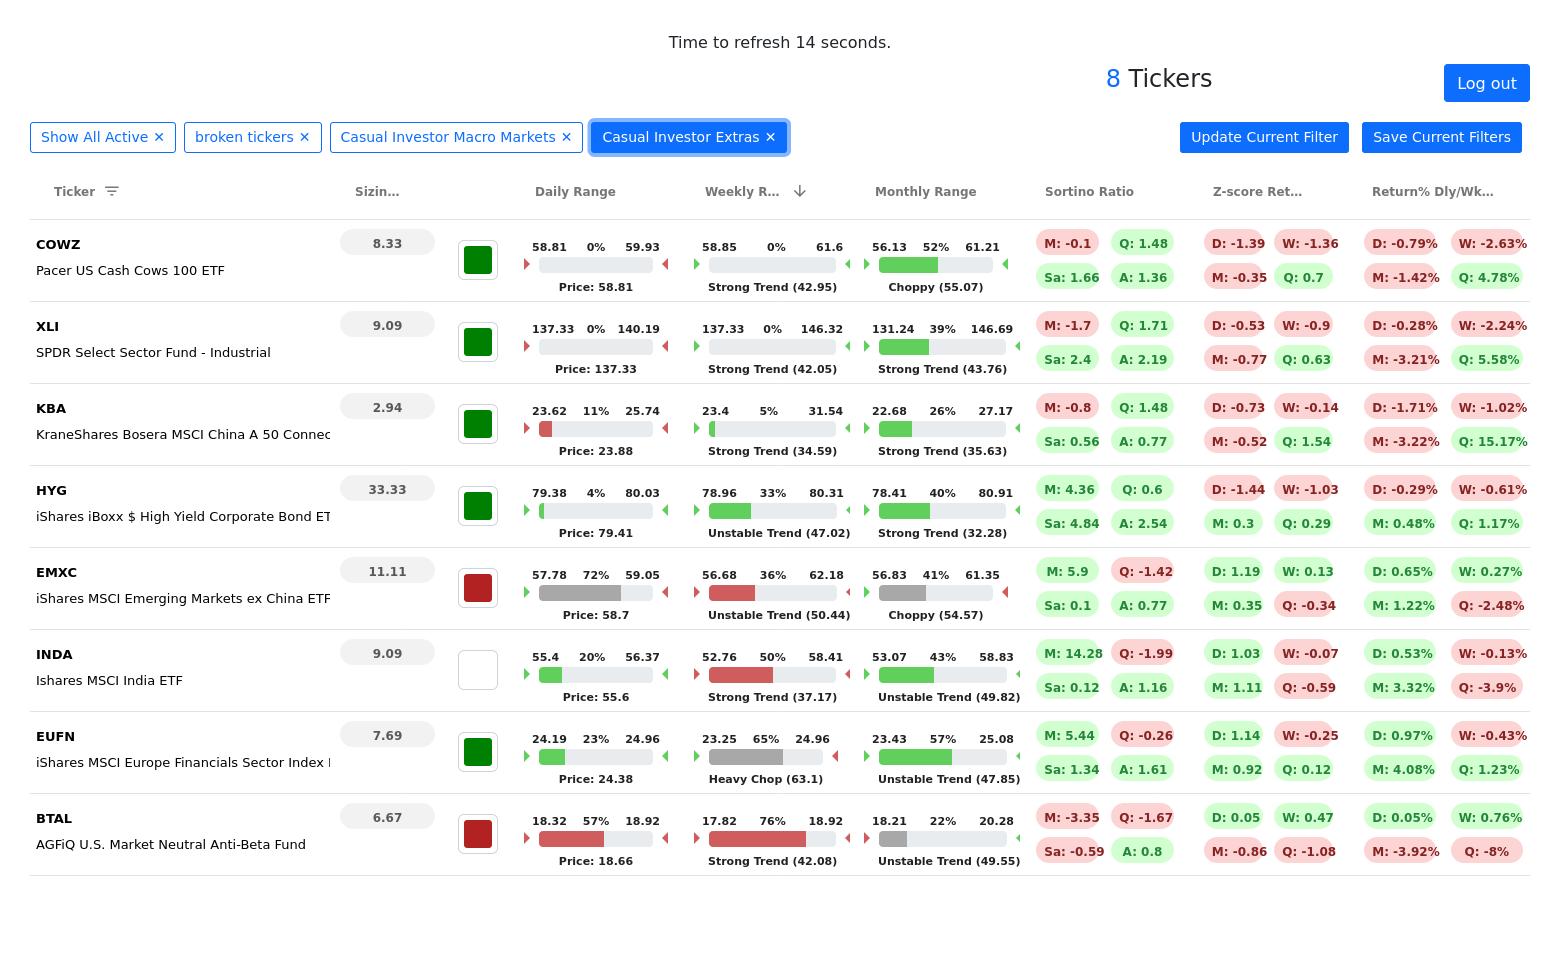 Time to refresh 14 seconds.
8 Tickers
Log out
Show All Active ✕ broken tickers ✕ Casual Investor Macro Markets ✕ Casual Investor Extras ✕ Update Current Filter Save Current Filters
Ticker Sizin... Daily Range Weekly R... Monthly Range Sortino Ratio Z-score Ret... Return% Dly/Wk...
COWZ 8.33 58.81 0% 59.93 58.85 0% 61.6 56.13 52% 61.21 M: -0.1 Q: 1.48 D: -1.39 W: -1.36 D: -0.79% W: -2.63%
Pacer US Cash Cows 100 ETF Sa: 1.66 A: 1.36 M: -0.35 Q: 0.7 M: -1.42% Q: 4.78%
Price: 58.81 Strong Trend (42.95) Choppy (55.07)
XLI 9.09 137.33 0% 140.19 137.33 0% 146.32 131.24 39% 146.69 M: -1.7 Q: 1.71 D: -0.53 W: -0.9 D: -0.28% W: -2.24%
SPDR Select Sector Fund - Industrial Sa: 2.4 A: 2.19 M: -0.77 Q: 0.63 M: -3.21% Q: 5.58%
Price: 137.33 Strong Trend (42.05) Strong Trend (43.76)
KBA 2.94 23.62 11% 25.74 23.4 5% 31.54 22.68 26% 27.17 M: -0.8 Q: 1.48 D: -0.73 W: -0.14 D: -1.71% W: -1.02%
KraneShares Bosera MSCI China A 50 Connec Sa: 0.56 A: 0.77 M: -0.52 Q: 1.54 M: -3.22% Q: 15.17%
Price: 23.88 Strong Trend (34.59) Strong Trend (35.63)
HYG 33.33 79.38 4% 80.03 78.96 33% 80.31 78.41 40% 80.91 M: 4.36 Q: 0.6 D: -1.44 W: -1.03 D: -0.29% W: -0.61%
iShares iBoxx $ High Yield Corporate Bond ET Sa: 4.84 A: 2.54 M: 0.3 Q: 0.29 M: 0.48% Q: 1.17%
Price: 79.41 Unstable Trend (47.02) Strong Trend (32.28)
EMXC 11.11 57.78 72% 59.05 56.68 36% 62.18 56.83 41% 61.35 M: 5.9 Q: -1.42 D: 1.19 W: 0.13 D: 0.65% W: 0.27%
iShares MSCI Emerging Markets ex China ETF Sa: 0.1 A: 0.77 M: 0.35 Q: -0.34 M: 1.22% Q: -2.48%
Price: 58.7 Unstable Trend (50.44) Choppy (54.57)
INDA 9.09 55.4 20% 56.37 52.76 50% 58.41 53.07 43% 58.83 M: 14.28 Q: -1.99 D: 1.03 W: -0.07 D: 0.53% W: -0.13%
Ishares MSCI India ETF Sa: 0.12 A: 1.16 M: 1.11 Q: -0.59 M: 3.32% Q: -3.9%
Price: 55.6 Strong Trend (37.17) Unstable Trend (49.82)
EUFN 7.69 24.19 23% 24.96 23.25 65% 24.96 23.43 57% 25.08 M: 5.44 Q: -0.26 D: 1.14 W: -0.25 D: 0.97% W: -0.43%
iShares MSCI Europe Financials Sector Index Sa: 1.34 A: 1.61 M: 0.92 Q: 0.12 M: 4.08% Q: 1.23%
Price: 24.38 Heavy Chop (63.1) Unstable Trend (47.85)
BTAL 6.67 18.32 57% 18.92 17.82 76% 18.92 18.21 22% 20.28 M: -3.35 Q: -1.67 D: 0.05 W: 0.47 D: 0.05% W: 0.76%
AGFiQ U.S. Market Neutral Anti-Beta Fund Sa: -0.59 A: 0.8 M: -0.86 Q: -1.08 M: -3.92% Q: -8%
Price: 18.66 Strong Trend (42.08) Unstable Trend (49.55)